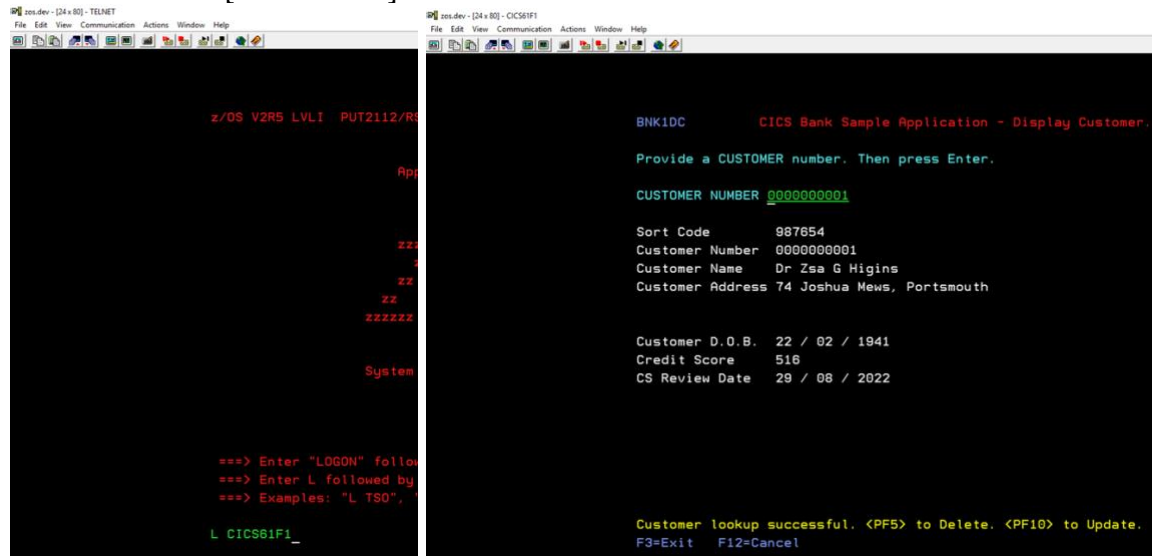 zos.dev - [24 x 80] - TELNET
File Edit View Communication Actions Window Help
z/OS V2R5 LVLI PUT2112/RS
App
zzz
z
zz
zz
zzzzzz
System
===> Enter "LOGON" follow
===> Enter L followed by
===> Examples: "L TSO", "
L CICS61F1_
zos.dev - [24 x 80] - CICS61F1
File Edit View Communication Actions Window Help
BNK1DC CICS Bank Sample Application - Display Customer.
Provide a CUSTOMER number. Then press Enter.
CUSTOMER NUMBER 0000000001
Sort Code 987654
Customer Number 0000000001
Customer Name Dr Zsa G Higins
Customer Address 74 Joshua Mews, Portsmouth
Customer D.O.B. 22 / 02 / 1941
Credit Score 516
CS Review Date 29 / 08 / 2022
Customer lookup successful. <PF5> to Delete. <PF10> to Update.
F3=Exit F12=Cancel